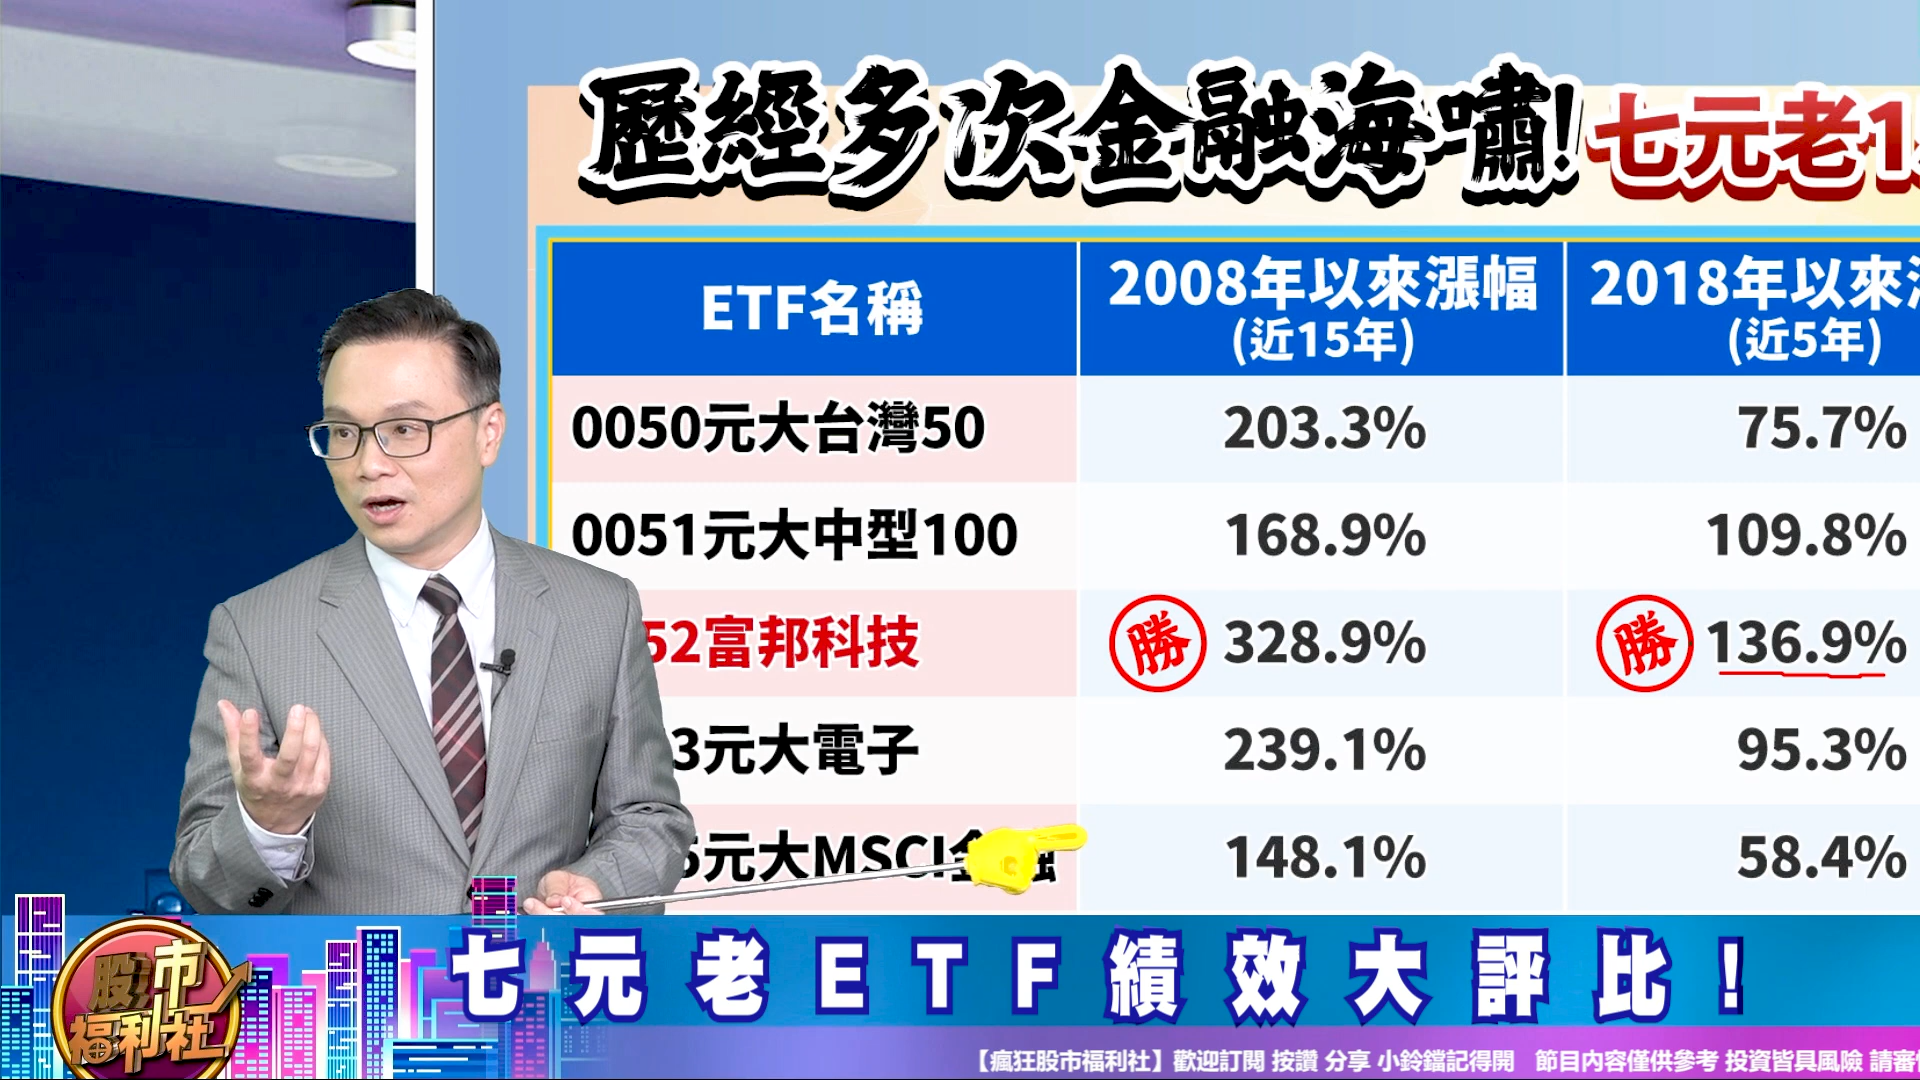 歷經多次金融海嘯!七元老1
ETF名稱
2008年以來漲幅
(近15年)
2018年以來
(近5年)
0050元大台灣50
203.3%
75.7%
0051元大中型100
168.9%
109.8%
52富邦科技
勝
328.9%
勝
136.9%
3元大電子
239.1%
95.3%
元大MSCI金融
148.1%
58.4%
七元老ETF績效大評比!
股市
福利社
【瘋狂股市福利社】歡迎訂閱 按讚 分享 小鈴鐺記得開 節目內容僅供參考 投資皆具風險 請審